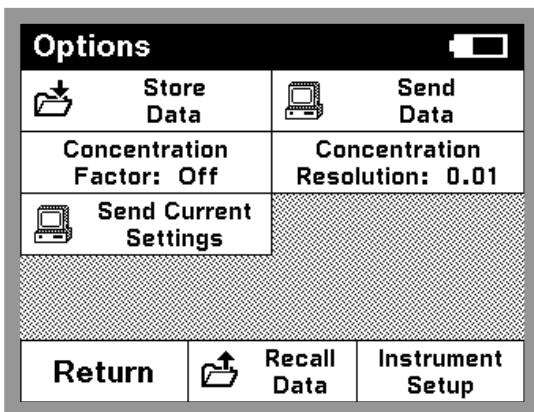 Options
Store
Data
Send
Data
Concentration
Factor: Off
Concentration
Resolution: 0.01
Send Current
Settings
Return
Recall
Data
Instrument
Setup